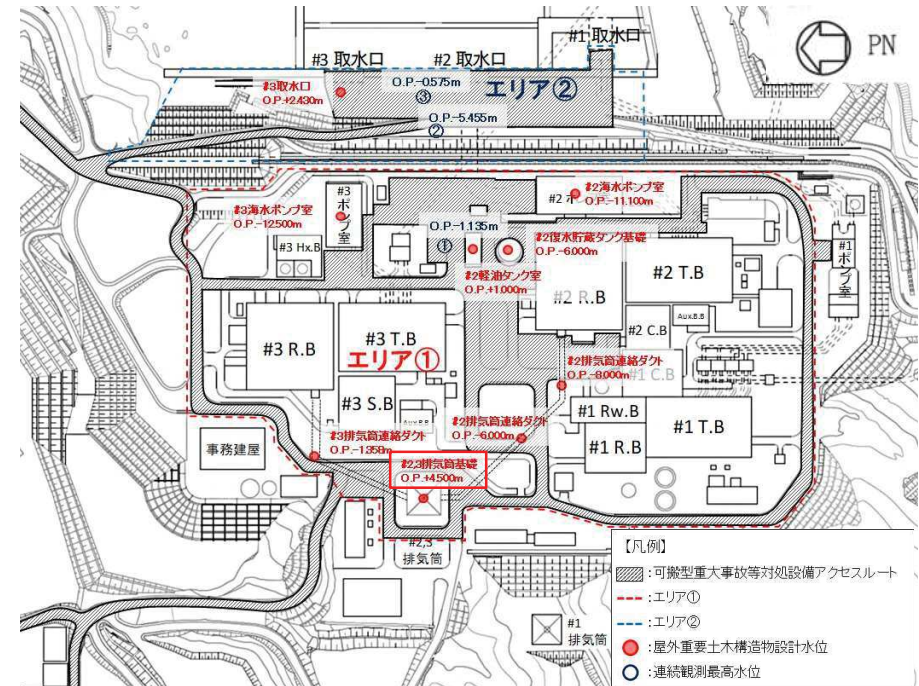 #1 取水口
#3 取水口
#2 取水口
PN
#3取水口
O.P.+2.430m
O.P.-0.575m
③
エリア②
O.P.-5.455m
②
#3海水ポンプ室
O.P.-12.500m
#3
ポンプ室
#2海水ポンプ室
O.P.-11.100m
O.P.-1.135m
①
#2復水貯蔵タンク基礎
O.P.-6.000m
#3 Hx.B
#1
ポンプ室
#2軽油タンク室
O.P.+1.000m
#2 T.B
#2 R.B
Aux.B.B
#2 C.B
#3 R.B
#3 T.B
エリア①
#2排気筒連絡ダクト
O.P.-8.000m
#1 C.B
#3 S.B
#1 Rw.B
#1 T.B
#1 R.B
#3排気筒連絡ダクト
O.P.-1.358m
#2排気筒連絡ダクト
O.P.-6.000m
事務建屋
#2,3排気筒基礎
O.P.+4.500m
#2,3
排気筒
#1
排気筒
【凡例】
:可搬型重大事故等対処設備アクセスルート
:エリア①
:エリア②
:屋外重要土木構造物設計水位
:連続観測最高水位